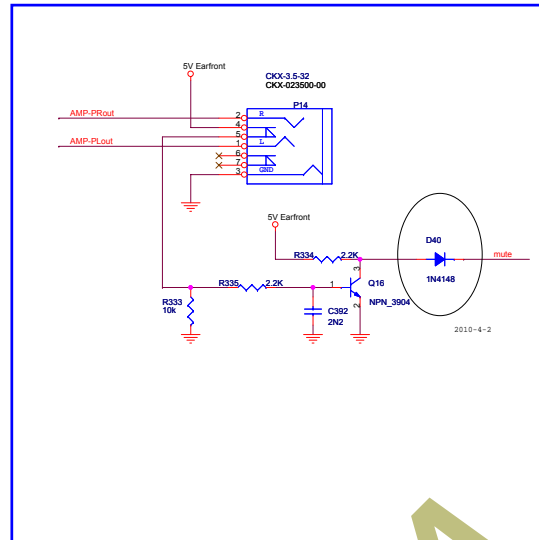 5V Earfront
CKX-3.5-32
CKX-023500-00
P14
AMP-PRout
2
R
4
5
AMP-PLout
1
L
6
7
GND
3
5V Earfront
R334
2.2K
D40
mute
3
1N4148
R335
2.2K
1
Q16
NPN_3904
R333
10k
C392
2N2
2
2010-4-2